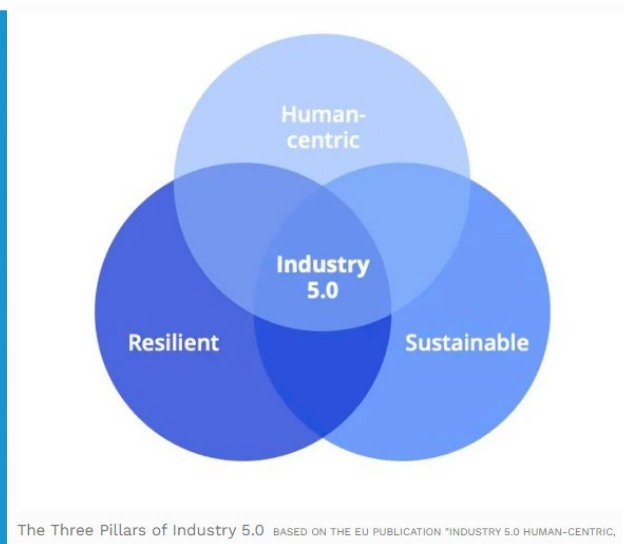 Human-
centric
Industry
5.0
Resilient
Sustainable
The Three Pillars of Industry 5.0 BASED ON THE EU PUBLICATION "INDUSTRY 5.0 HUMAN-CENTRIC,